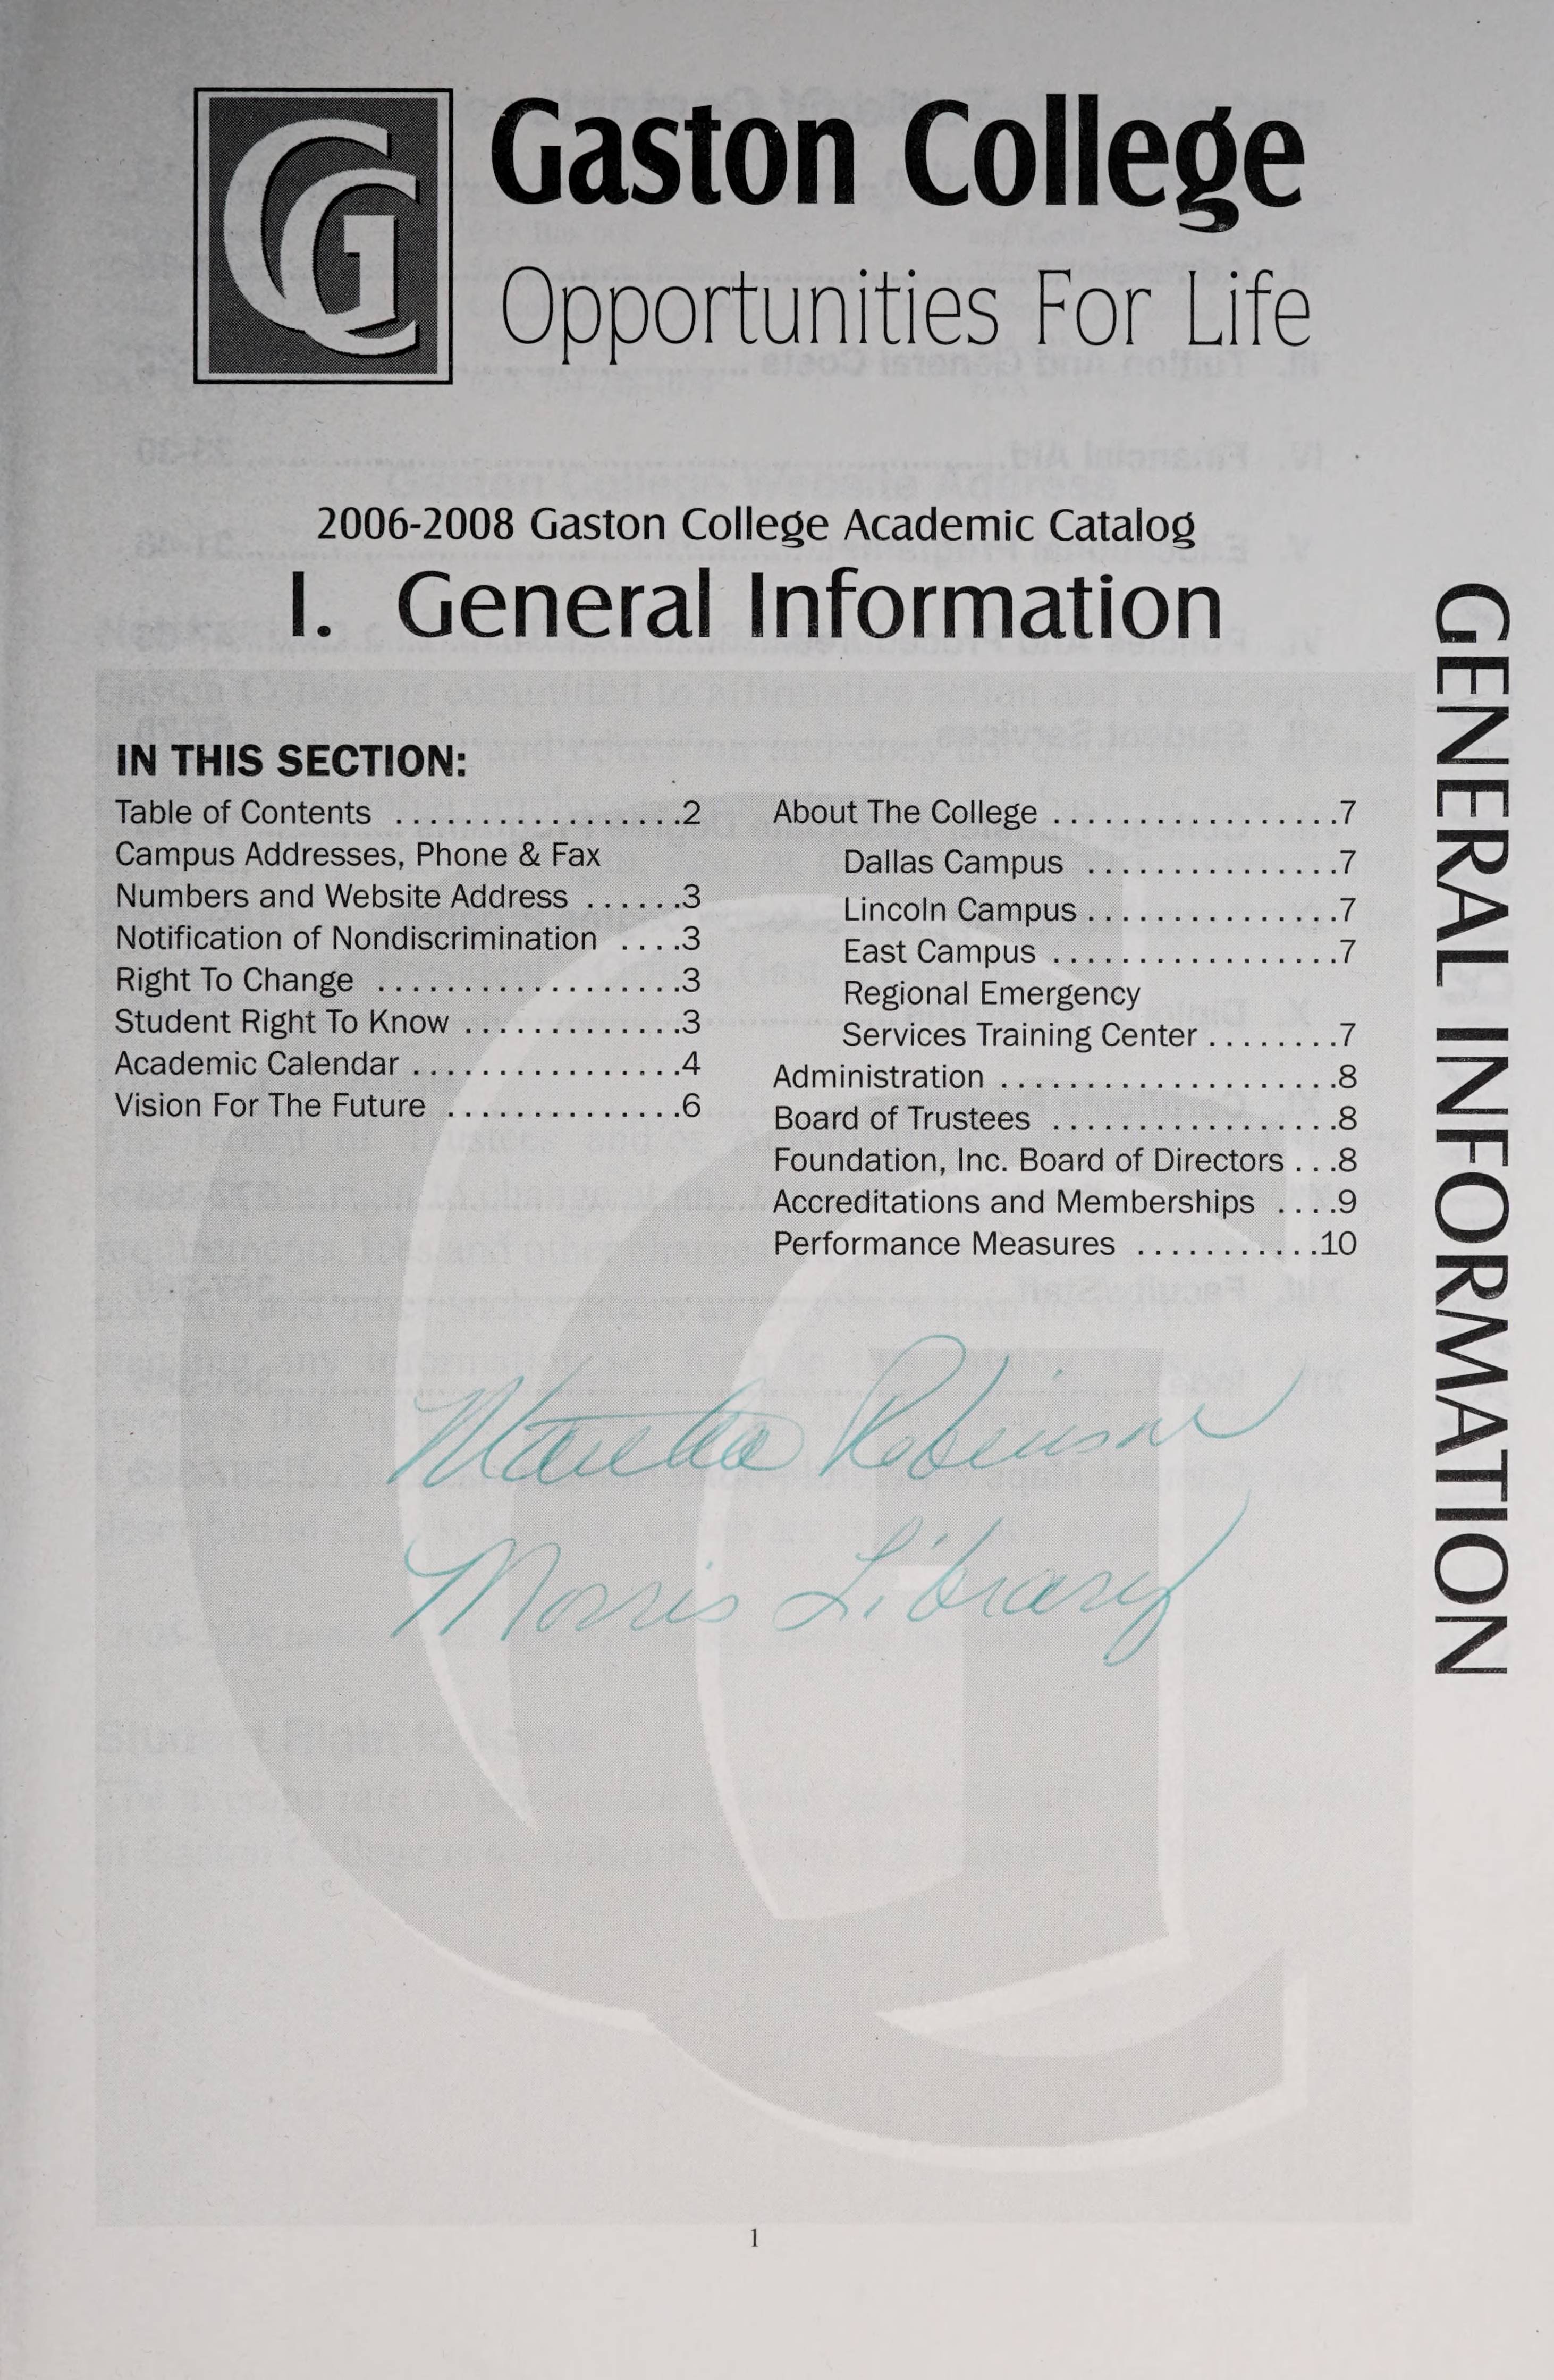 GC
Gaston College
Opportunities For Life
2006-2008 Gaston College Academic Catalog
I. General Information
IN THIS SECTION:
Table of Contents .................2
Campus Addresses, Phone & Fax
Numbers and Website Address ......3
Notification of Nondiscrimination ....3
Right To Change ..................3
Student Right To Know .............3
Academic Calendar ................4
Vision For The Future ..............6
About The College .................7
Dallas Campus ...............7
Lincoln Campus ...............7
East Campus .................7
Regional Emergency
Services Training Center ........7
Administration ....................8
Board of Trustees .................8
Foundation, Inc. Board of Directors ...8
Accreditations and Memberships ....9
Performance Measures ...........10
Martha Robinson
Morris Library
GENERAL INFORMATION
1